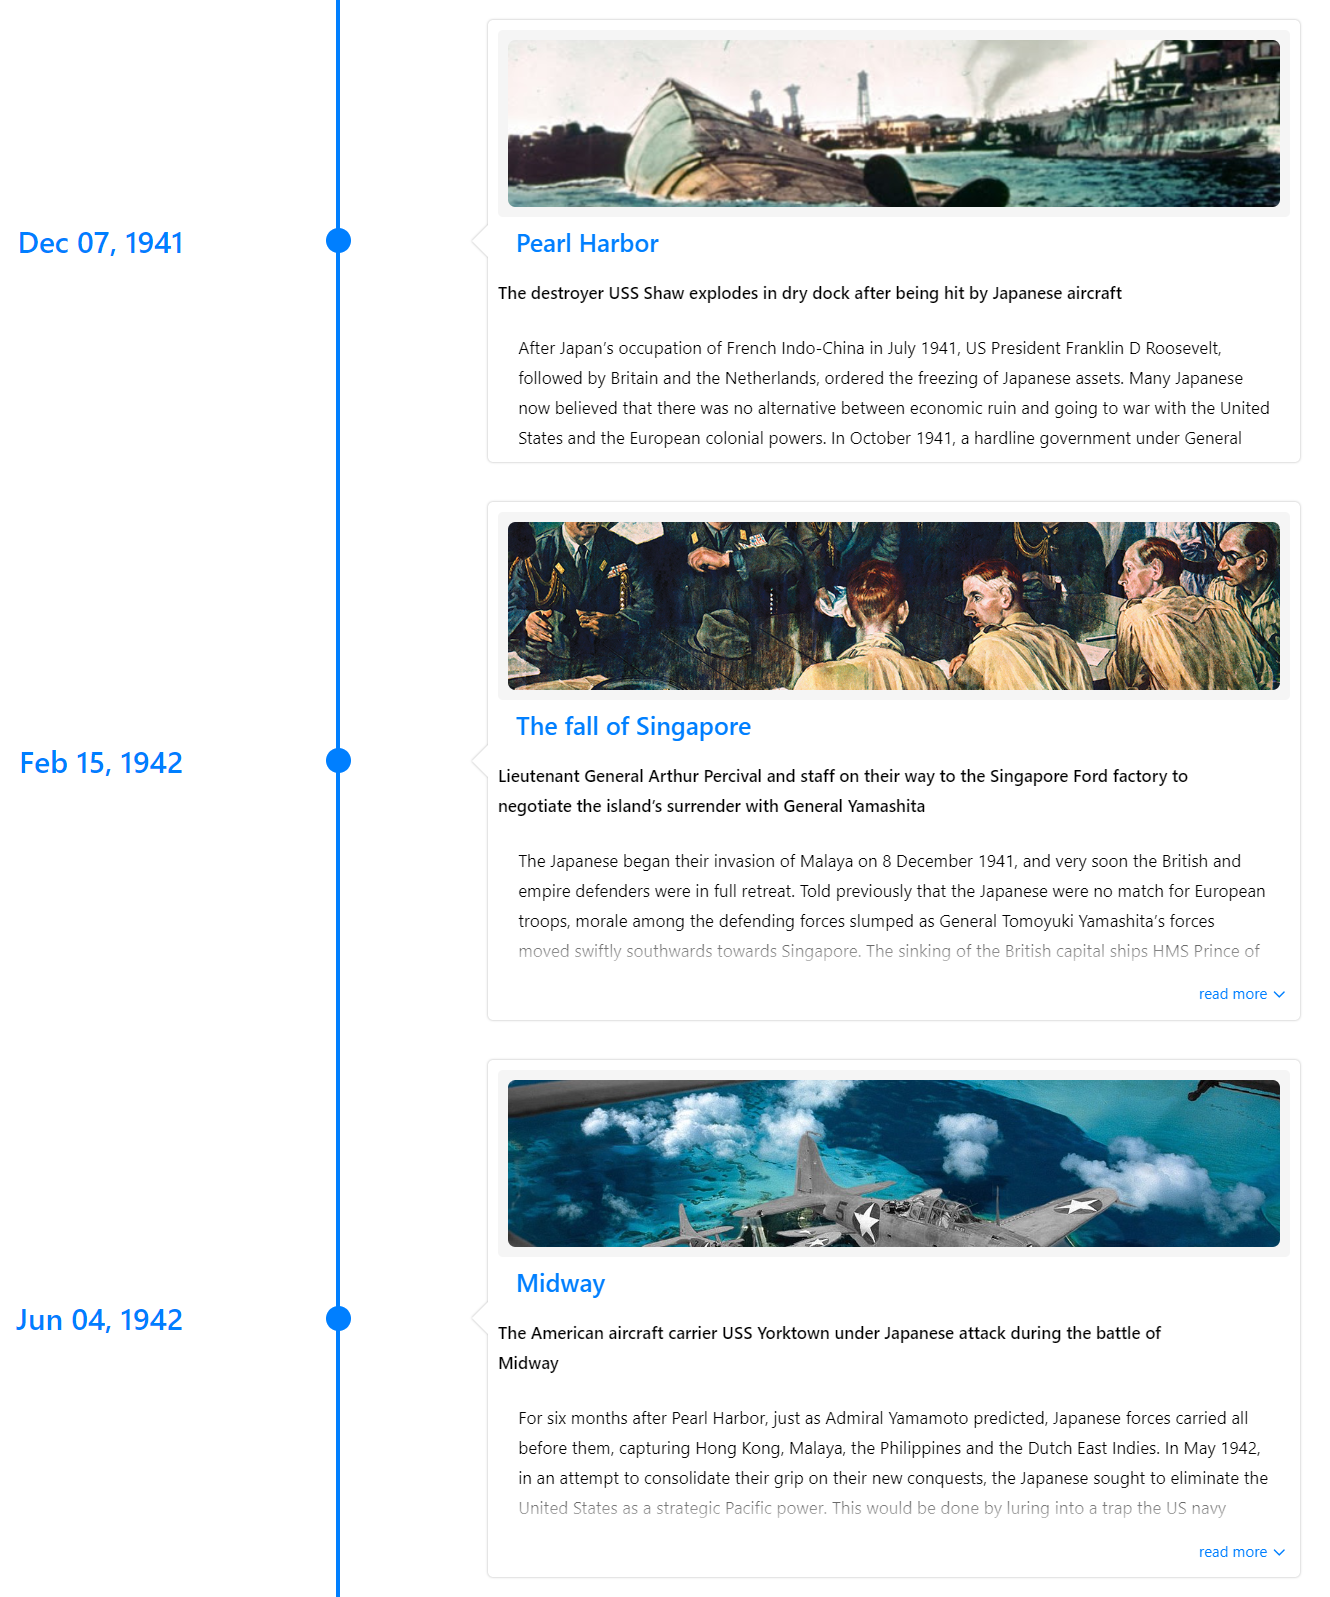 Dec 07, 1941
Pearl Harbor
The destroyer USS Shaw explodes in dry dock after being hit by Japanese aircraft
After Japan’s occupation of French Indo-China in July 1941, US President Franklin D Roosevelt,
followed by Britain and the Netherlands, ordered the freezing of Japanese assets. Many Japanese
now believed that there was no alternative between economic ruin and going to war with the United
States and the European colonial powers. In October 1941, a hardline government under General
Feb 15, 1942
The fall of Singapore
Lieutenant General Arthur Percival and staff on their way to the Singapore Ford factory to
negotiate the island’s surrender with General Yamashita
The Japanese began their invasion of Malaya on 8 December 1941, and very soon the British and
empire defenders were in full retreat. Told previously that the Japanese were no match for European
troops, morale among the defending forces slumped as General Tomoyuki Yamashita’s forces
moved swiftly southwards towards Singapore. The sinking of the British capital ships HMS Prince of
read more
Jun 04, 1942
5
Midway
The American aircraft carrier USS Yorktown under Japanese attack during the battle of
Midway
For six months after Pearl Harbor, just as Admiral Yamamoto predicted, Japanese forces carried all
before them, capturing Hong Kong, Malaya, the Philippines and the Dutch East Indies. In May 1942,
in an attempt to consolidate their grip on their new conquests, the Japanese sought to eliminate the
United States as a strategic Pacific power. This would be done by luring into a trap the US navy
read more